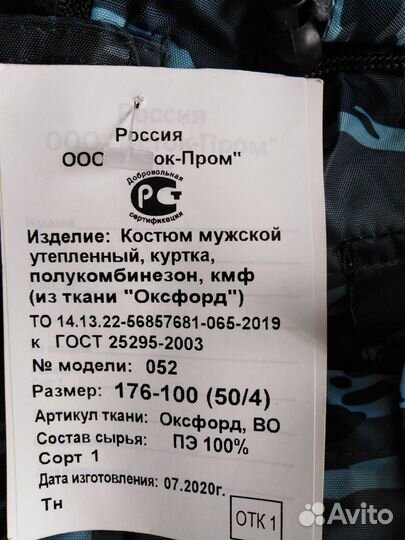 Россия
ООО ок-Пром"
Добровольная
РСТ
сертификация
Изделие: Костюм мужской
утепленный, куртка,
полукомбинезон, кмф
(из ткани "Оксфорд")
ТО 14.13.22-56857681-065-2019
к ГОСТ 25295-2003
№ модели: 052
Размер: 176-100 (50/4)
Артикул ткани: Оксфорд, ВО
Состав сырья: ПЭ 100%
Сорт 1
Дата изготовления: 07.2020г.
Тн
ОТК 1
Avito